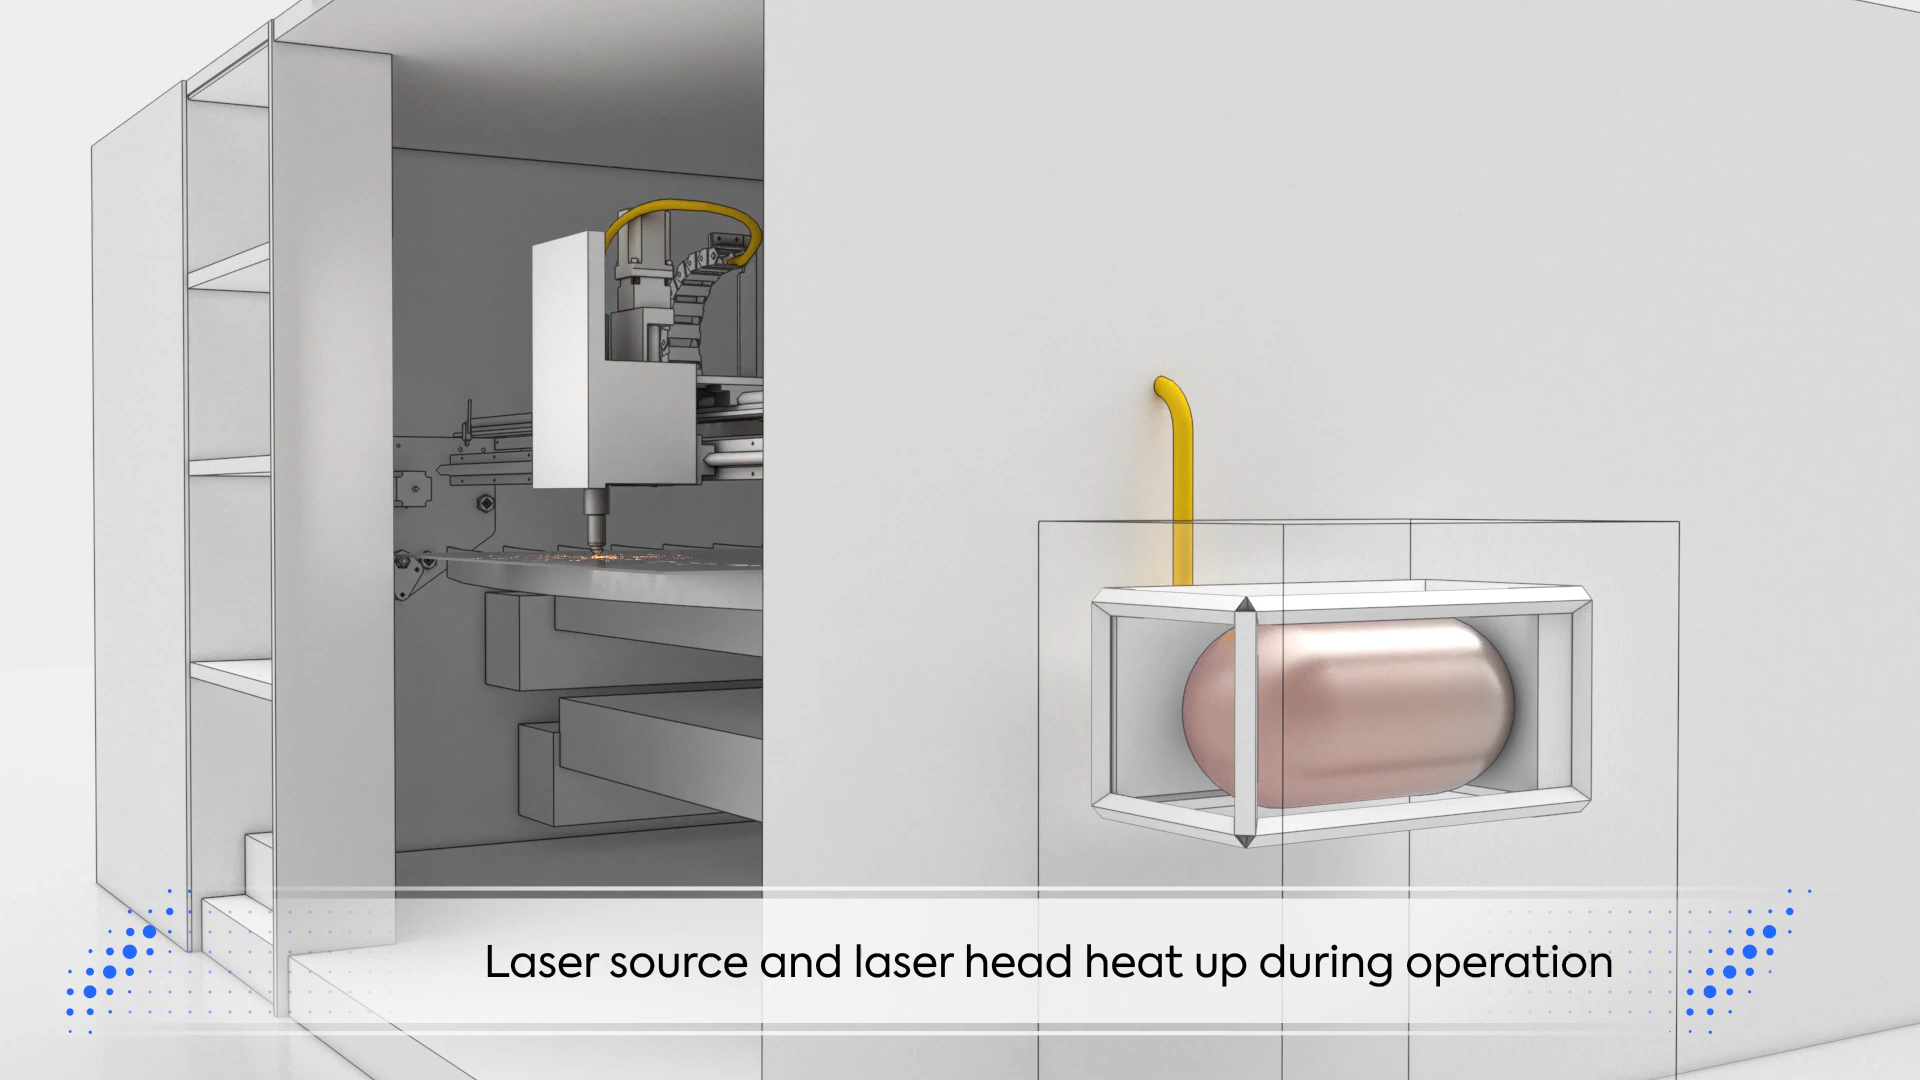 Laser source and laser head heat up during operation